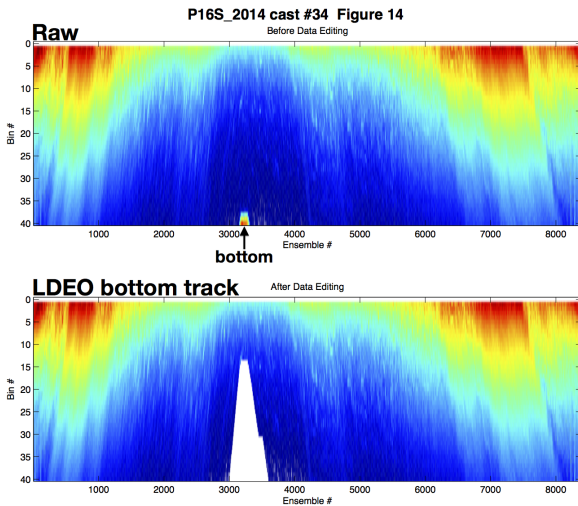 P16S_2014 cast #34 Figure 14
Raw
Before Data Editing
0
5
10
15
20
25
30
35
40
Bin #
1000 2000 3000 4000 5000 6000 7000 8000
Ensemble #
bottom
LDEO bottom track
After Data Editing
0
5
10
15
20
25
30
35
40
Bin #
1000 2000 3000 4000 5000 6000 7000 8000
Ensemble #